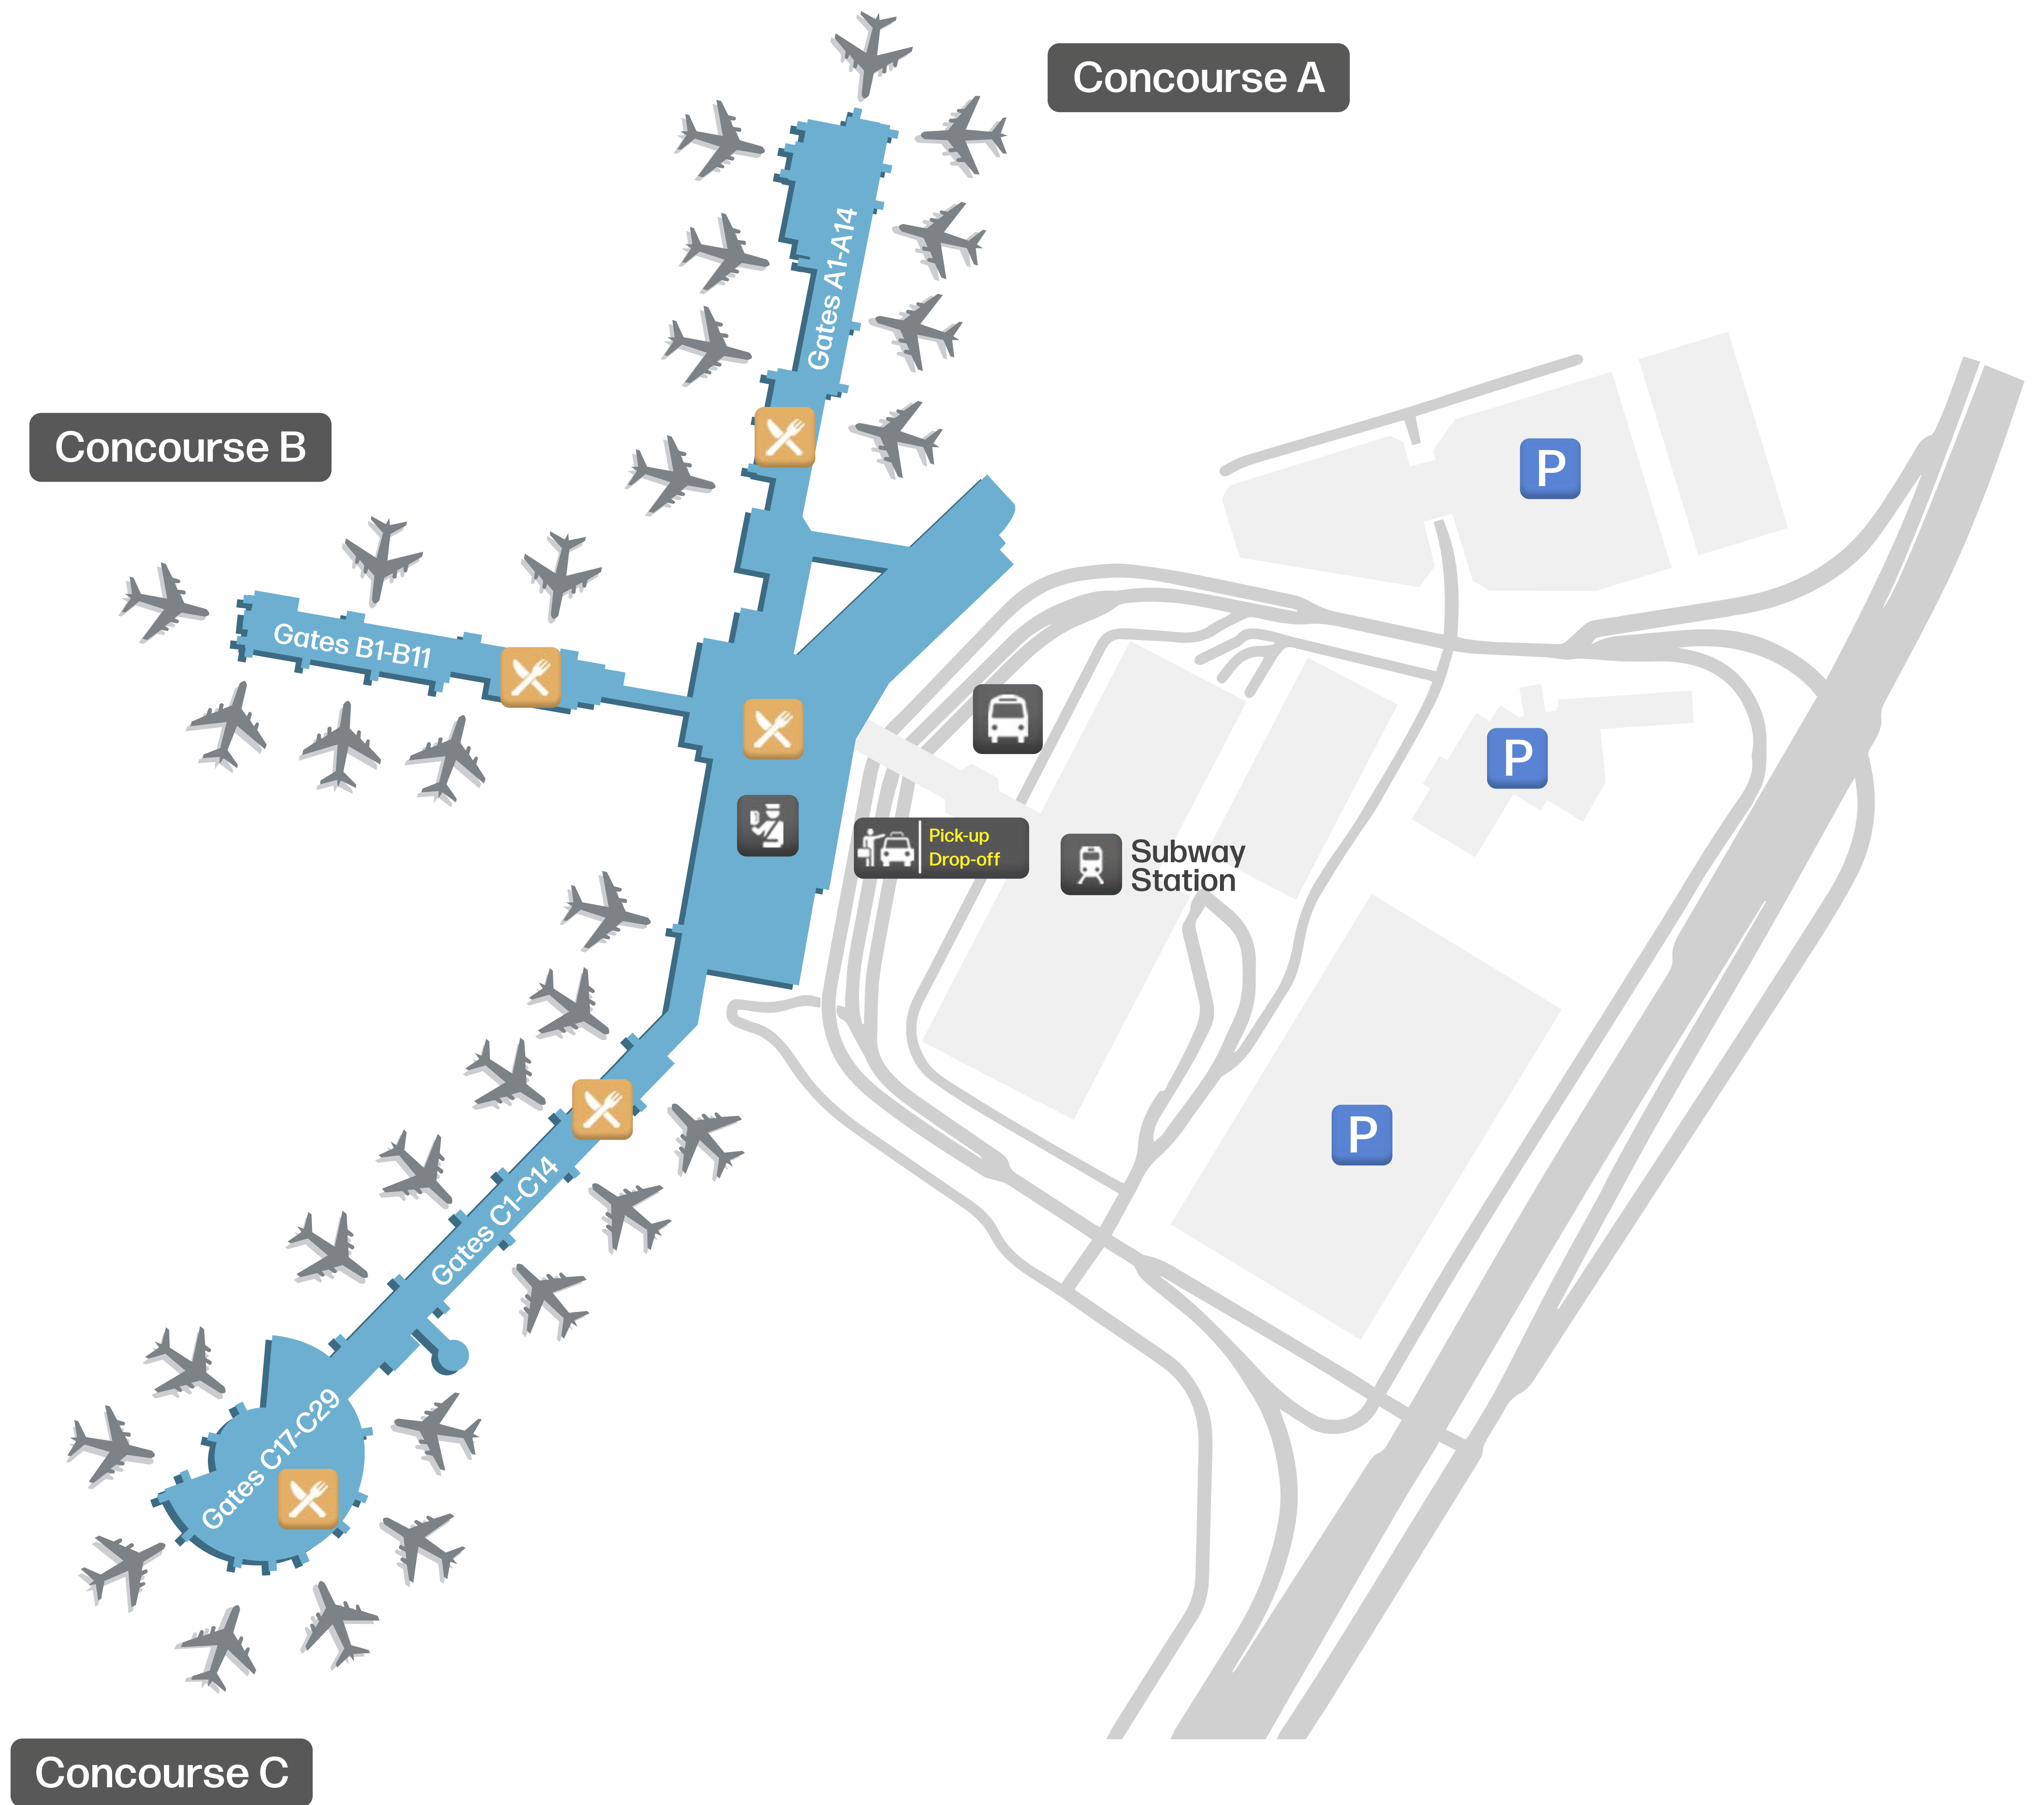 Concourse A
Gates A1-A14
Concourse B
P
Gates B1-B11
P
Pick-up
Drop-off
Subway
Station
P
Gates C1-C14
Gates C17-C29
Concourse C